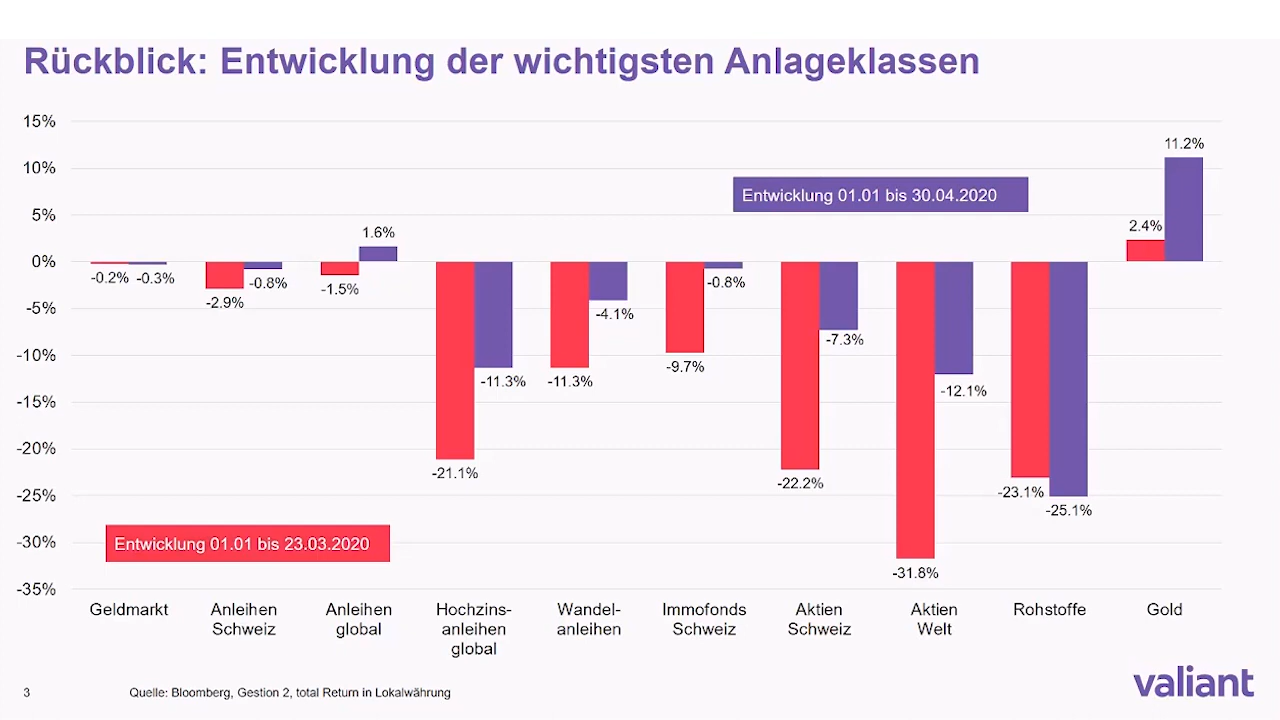 Rückblick: Entwicklung der wichtigsten Anlageklassen
15%
10%
5%
0%
-5%
-10%
-15%
-20%
-25%
-30%
-35%
Entwicklung 01.01 bis 30.04.2020
Entwicklung 01.01 bis 23.03.2020
-0.2% -0.3%
-2.9%
-0.8%
-1.5%
1.6%
-21.1%
-11.3%
-11.3%
-4.1%
-9.7%
-0.8%
-22.2%
-7.3%
-31.8%
-12.1%
-23.1%
-25.1%
2.4%
11.2%
Geldmarkt
Anleihen
Schweiz
Anleihen
global
Hochzins-
anleihen
global
Wandel-
anleihen
Immofonds
Schweiz
Aktien
Schweiz
Aktien
Welt
Rohstoffe
Gold
3
Quelle: Bloomberg, Gestion 2, total Return in Lokalwährung
valiant